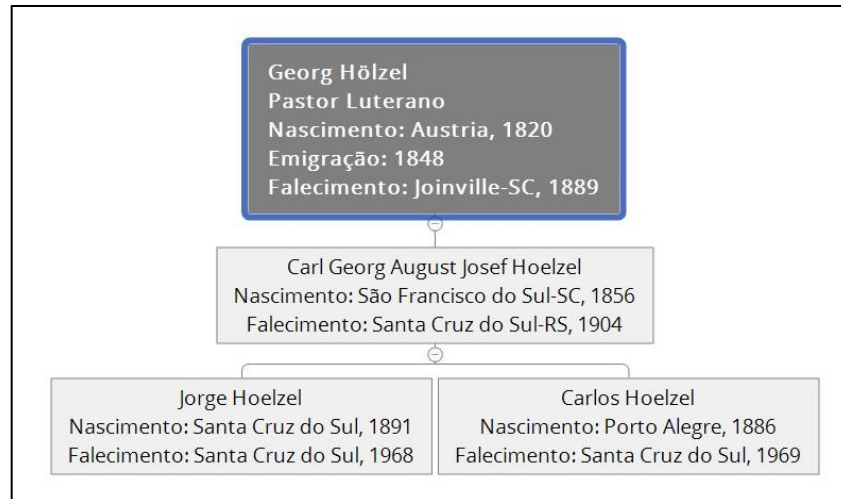 Georg Hölzel
Pastor Luterano
Nascimento: Austria, 1820
Emigração: 1848
Falecimento: Joinville-SC, 1889
Carl Georg August Josef Hoelzel
Nascimento: São Francisco do Sul-SC, 1856
Falecimento: Santa Cruz do Sul-RS, 1904
Jorge Hoelzel
Nascimento: Santa Cruz do Sul, 1891
Falecimento: Santa Cruz do Sul, 1968
Carlos Hoelzel
Nascimento: Porto Alegre, 1886
Falecimento: Santa Cruz do Sul, 1969